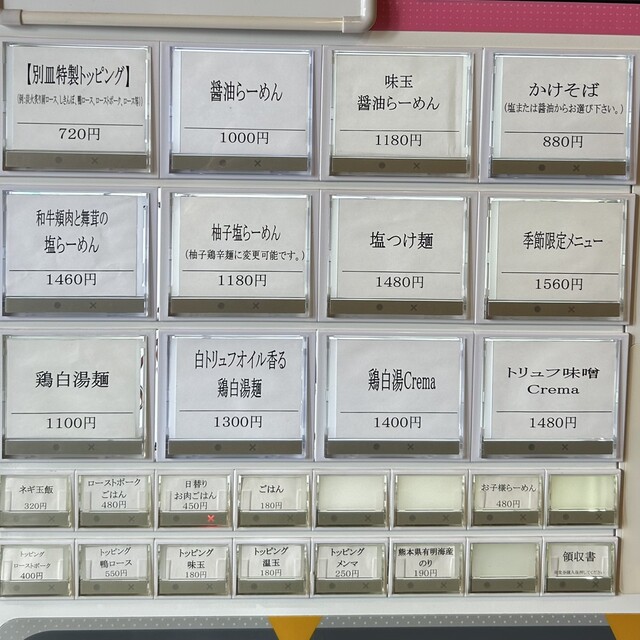 【別皿特製トッピング】
720円
醤油らーめん
1000円
味玉
醤油らーめん
1180円
かけそば
(塩または醤油からお選び下さい。)
880円
和牛頬肉と舞茸の
塩らーめん
1460円
柚子塩らーめん
(柚子鶏辛麺に変更可能です。)
1180円
塩つけ麺
1480円
季節限定メニュー
1560円
鶏白湯麺
1100円
白トリュフオイル香る
鶏白湯麺
1300円
鶏白湯Crema
1400円
トリュフ味噌
Crema
1480円
ネギ玉飯
320円
ローストポーク
ごはん
480円
日替り
お肉ごはん
450円
ごはん
180円
お子様らーめん
480円
トッピング
ローストポーク
400円
トッピング
鴨ロース
550円
トッピング
味玉
180円
トッピング
温玉
180円
トッピング
メンマ
250円
熊本県有明海産
のり
190円
領収書